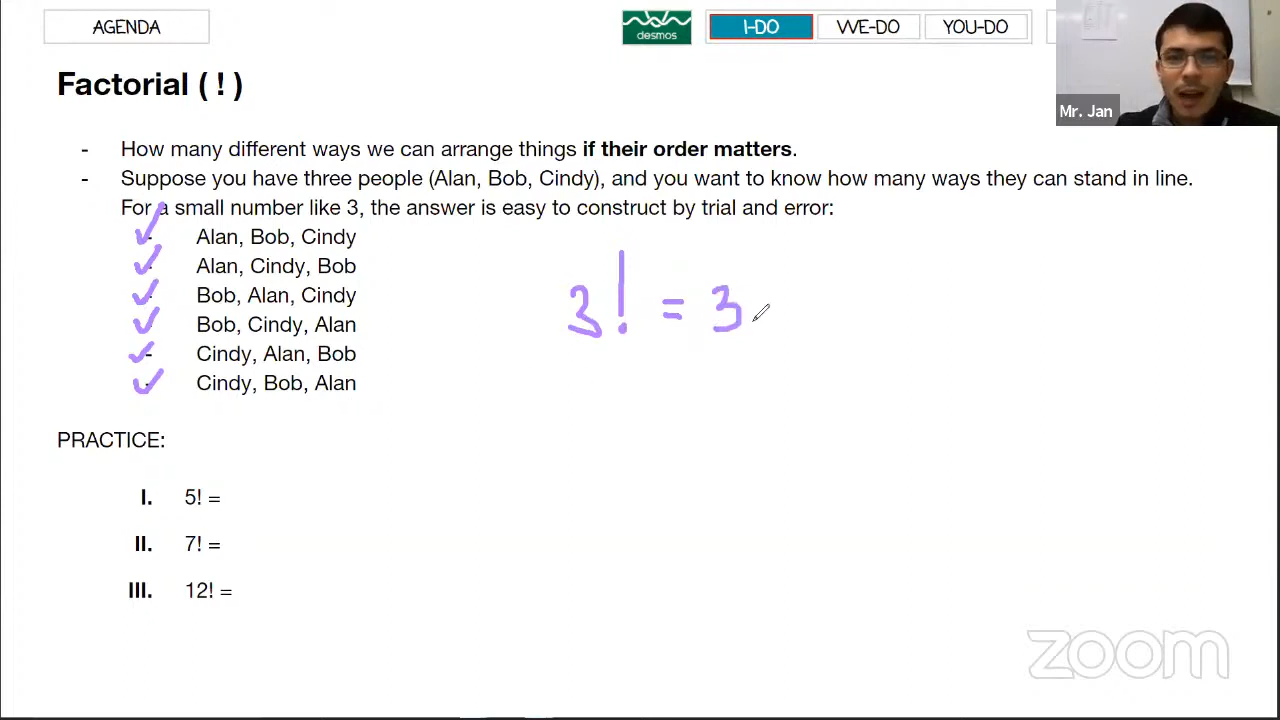 AGENDA
desmos
I-DO
WE-DO
YOU-DO
Mr. Jan
Factorial ( ! )
- How many different ways we can arrange things if their order matters.
- Suppose you have three people (Alan, Bob, Cindy), and you want to know how many ways they can stand in line.
For a small number like 3, the answer is easy to construct by trial and error:
- Alan, Bob, Cindy
- Alan, Cindy, Bob
- Bob, Alan, Cindy
- Bob, Cindy, Alan
- Cindy, Alan, Bob
- Cindy, Bob, Alan
3! = 3
PRACTICE:
I. 5! =
II. 7! =
III. 12! =
zoom